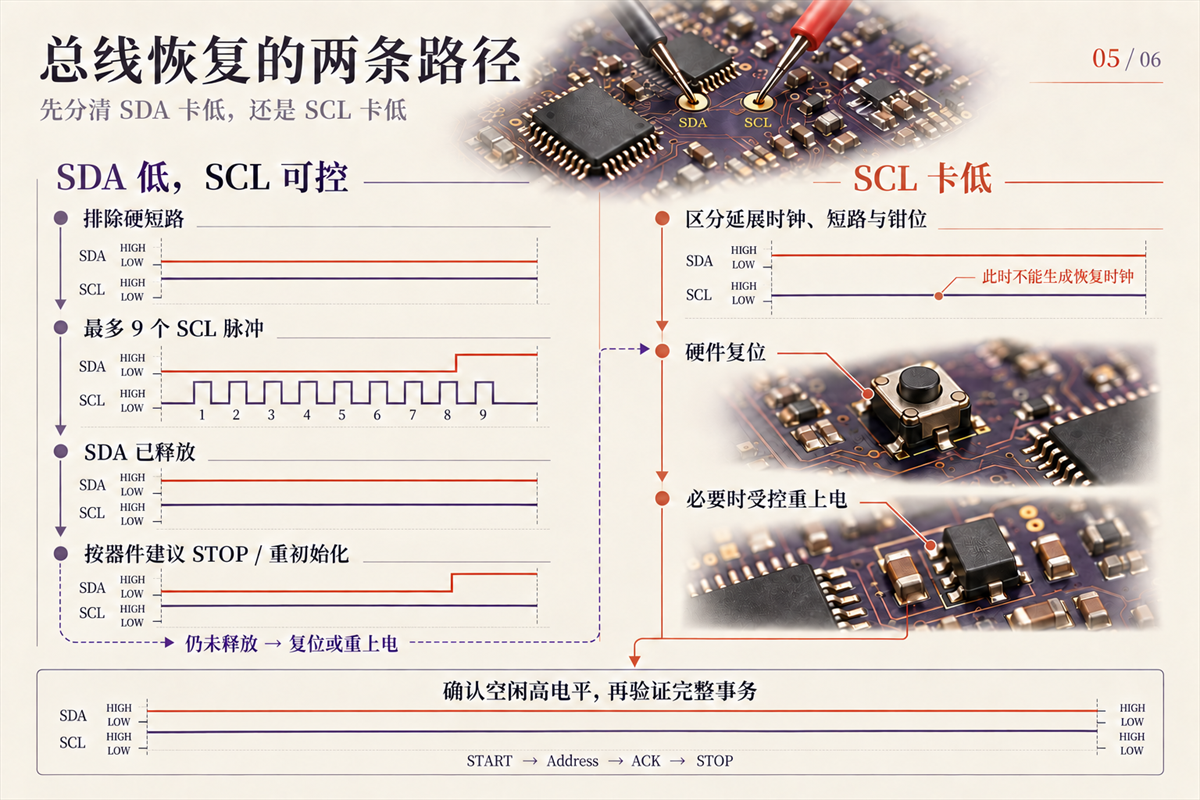 总线恢复的两条路径
先分清 SDA 卡低，还是 SCL 卡低
05 / 06
SDA
SCL
SDA 低，SCL 可控
排除硬短路
SDA
HIGH
LOW
SCL
HIGH
LOW
最多 9 个 SCL 脉冲
SDA
HIGH
LOW
SCL
HIGH
LOW
1 2 3 4 5 6 7 8 9
SDA 已释放
SDA
HIGH
LOW
SCL
HIGH
LOW
按器件建议 STOP / 重初始化
SDA
HIGH
LOW
SCL
HIGH
LOW
仍未释放 → 复位或重上电
SCL 卡低
区分延展时钟、短路与钳位
SDA
HIGH
LOW
此时不能生成恢复时钟
SCL
HIGH
LOW
硬件复位
必要时受控重上电
确认空闲高电平，再验证完整事务
SDA
HIGH
LOW
SCL
HIGH
LOW
HIGH
LOW
HIGH
LOW
START → Address → ACK → STOP